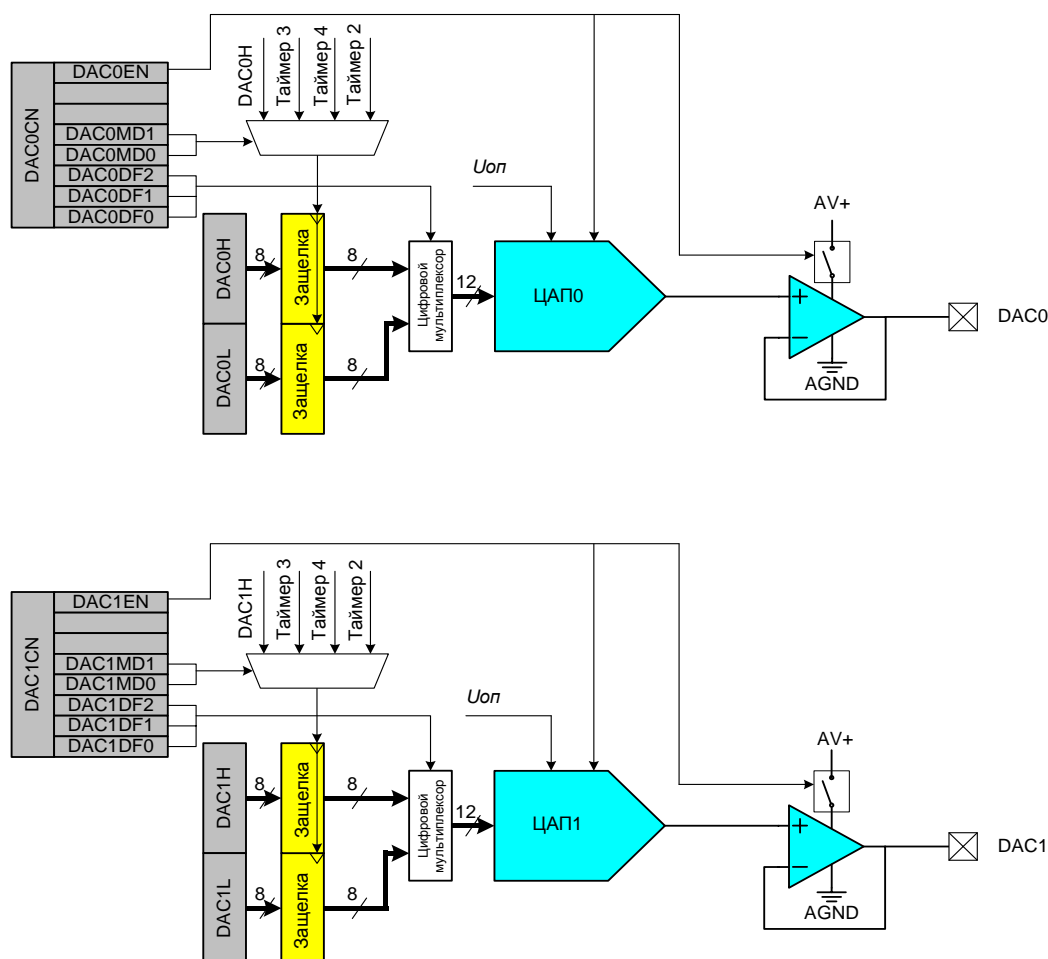 DAC0CN
DAC0EN
DAC0MD1
DAC0MD0
DAC0DF2
DAC0DF1
DAC0DF0
DAC0H
Таймер 3
Таймер 4
Таймер 2
DAC0H
8
Защелка
8
DAC0L
8
Защелка
8
Цифровой
мультиплексор
12
Uоп
ЦАП0
AV+
+
−
AGND
DAC0
DAC1CN
DAC1EN
DAC1MD1
DAC1MD0
DAC1DF2
DAC1DF1
DAC1DF0
DAC1H
Таймер 3
Таймер 4
Таймер 2
DAC1H
8
Защелка
8
DAC1L
8
Защелка
8
Цифровой
мультиплексор
12
Uоп
ЦАП1
AV+
+
−
AGND
DAC1